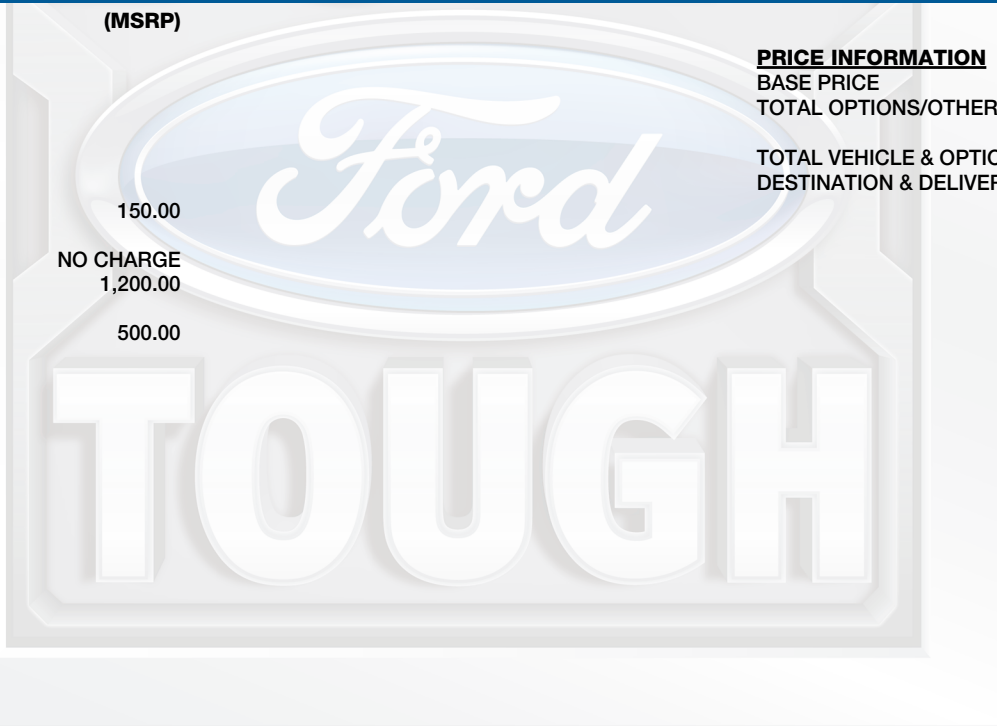 (MSRP)
150.00
NO CHARGE
1,200.00
500.00
PRICE INFORMATION
BASE PRICE
TOTAL OPTIONS/OTHER
TOTAL VEHICLE & OPTIO
DESTINATION & DELIVER
Ford
TOUGH